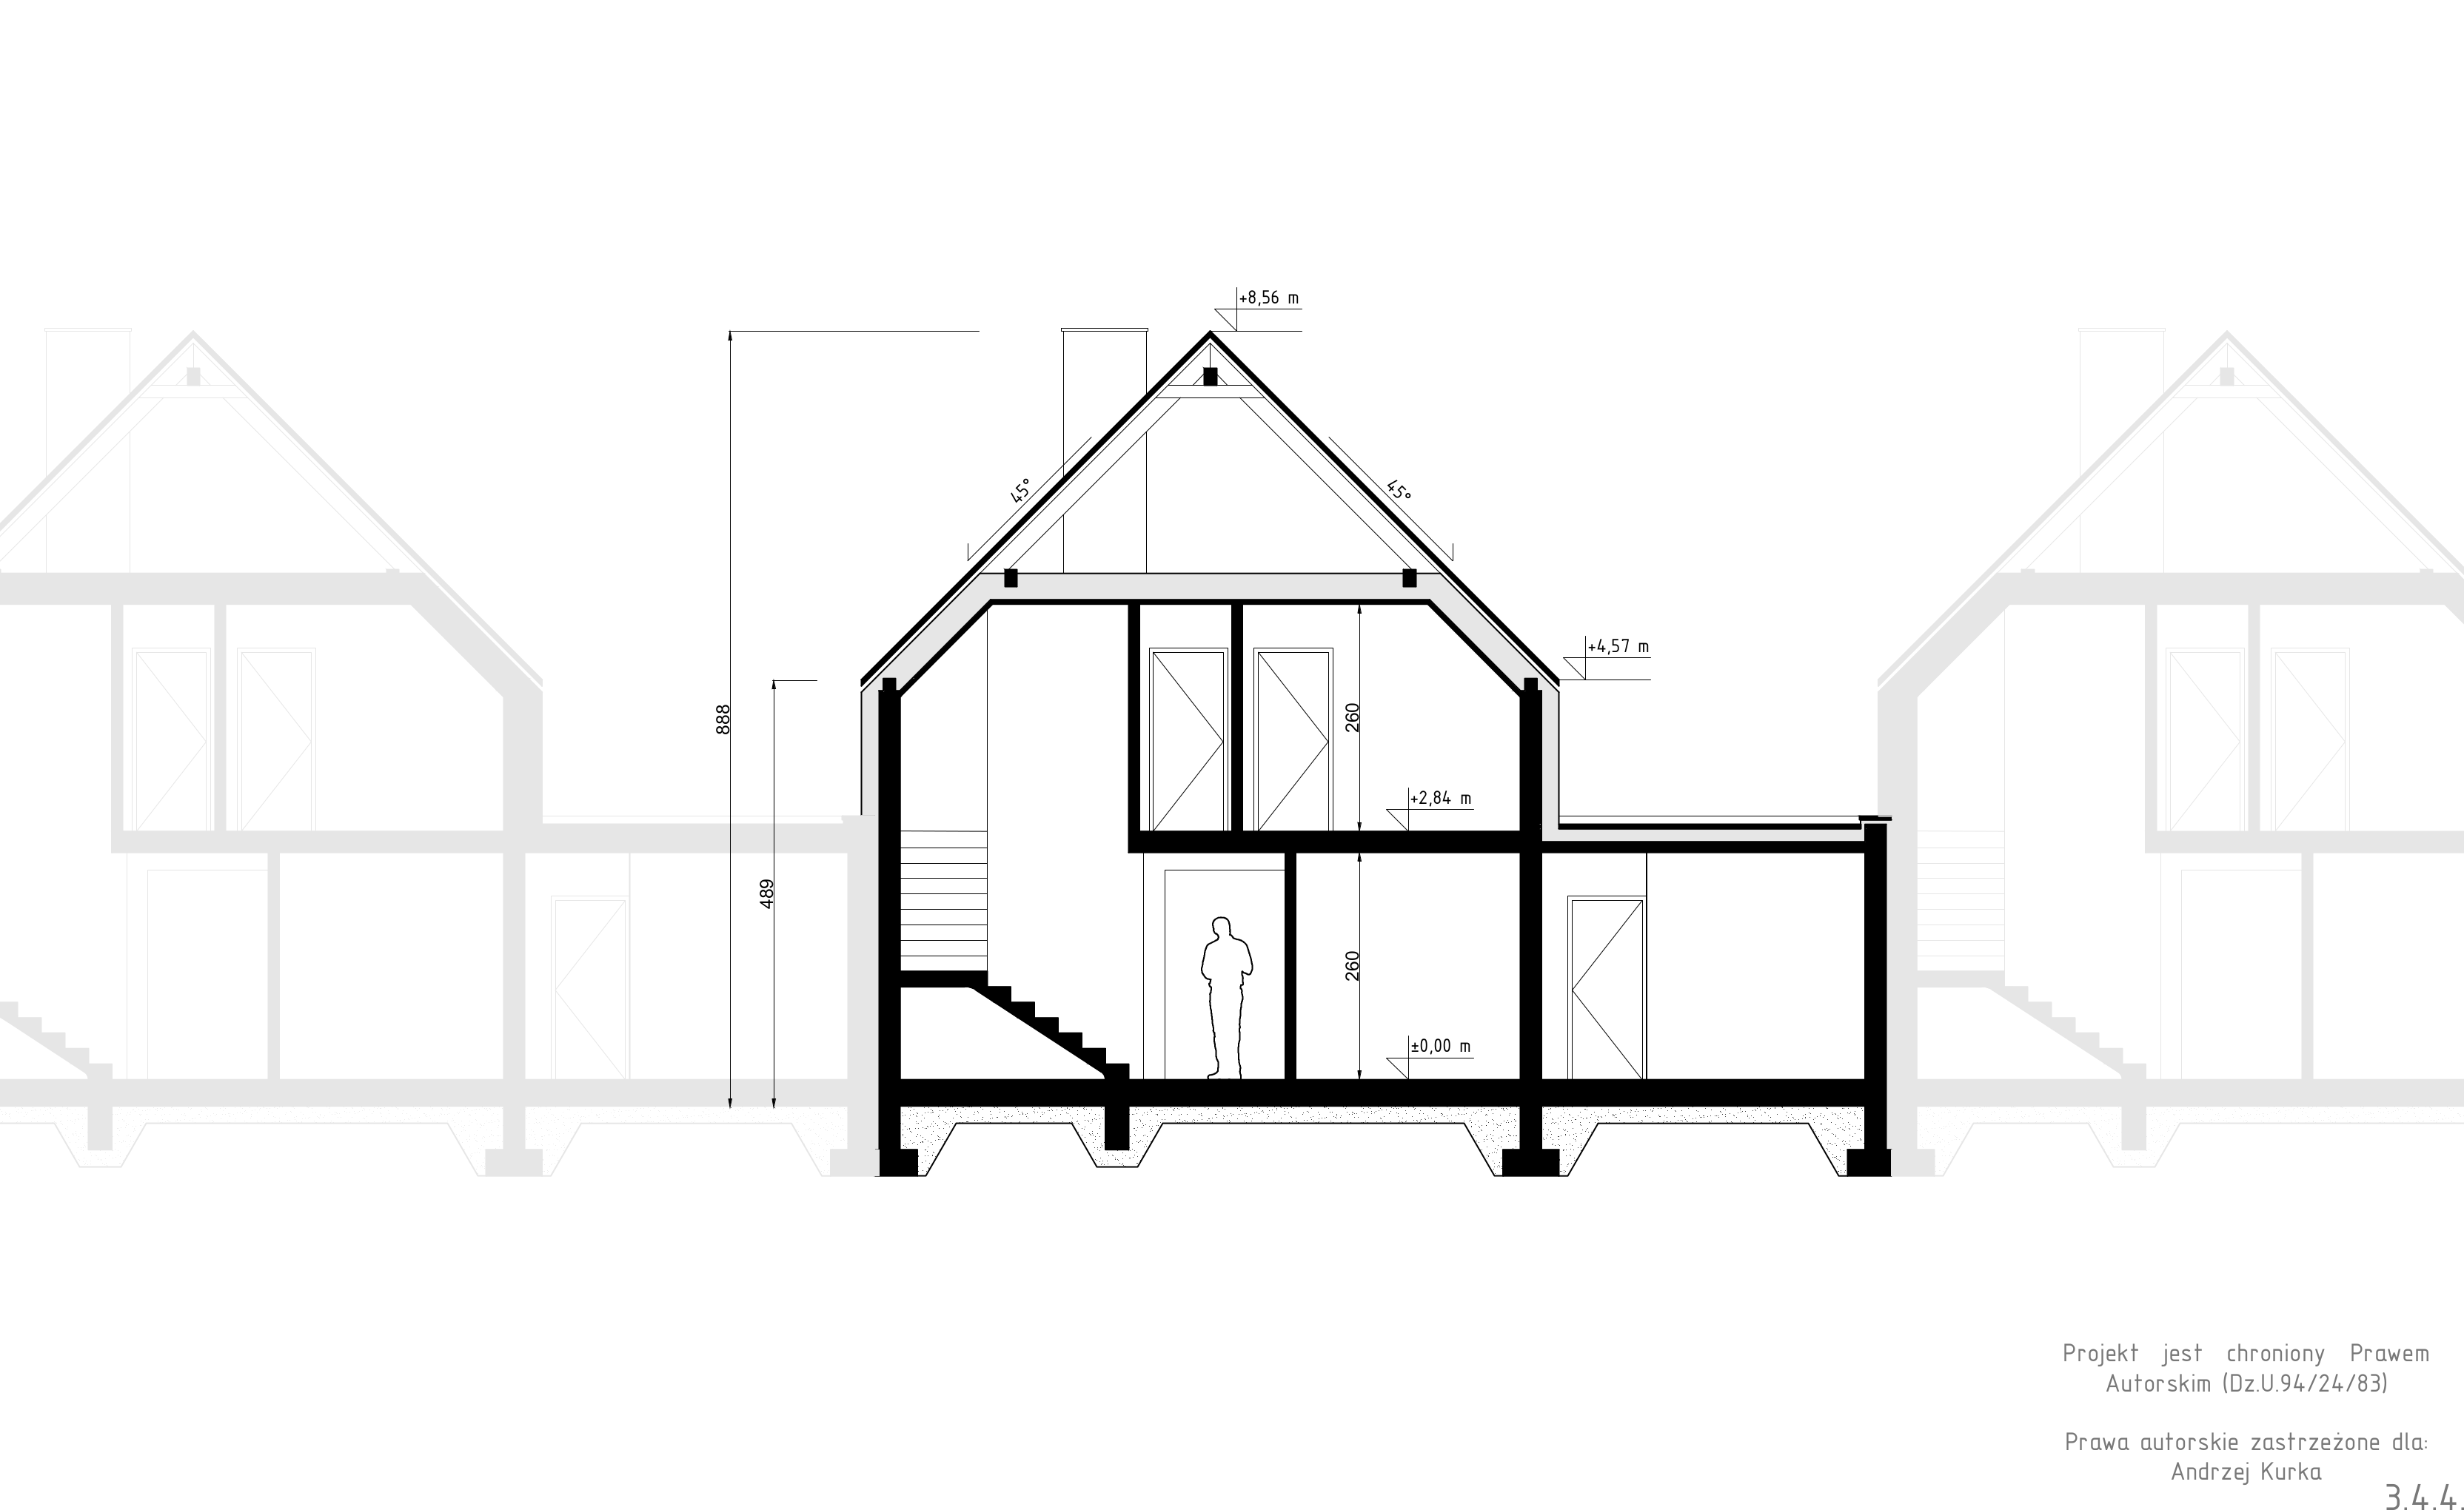 +8,56 m
45°
45°
+4,57 m
888
260
+2,84 m
489
260
±0,00 m
Projekt jest chroniony Prawem
Autorskim (Dz.U.94/24/83)
Prawa autorskie zastrzeżone dla:
Andrzej Kurka
3.4.4.